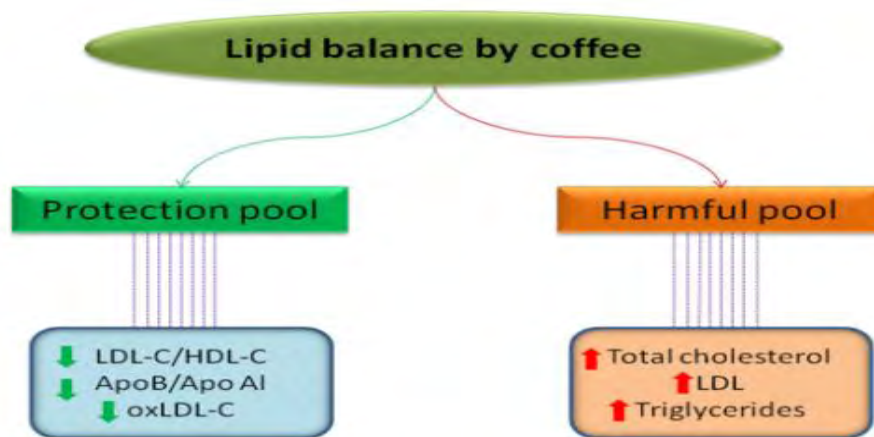 Lipid balance by coffee
Protection pool
Harmful pool
LDL-C/HDL-C
ApoB/Apo AI
oxLDL-C
Total cholesterol
LDL
Triglycerides